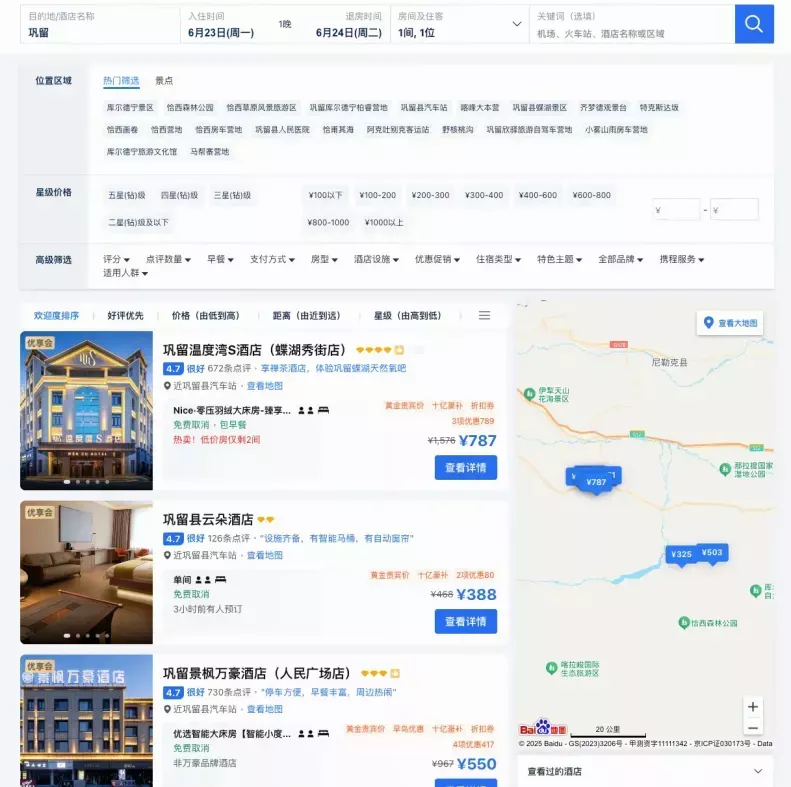 目的地/酒店名称
巩留
入住时间
6月23日(周一)
1晚
退房时间
6月24日(周二)
房间及住客
1间, 1位
关键词（选填）
机场、火车站、酒店名称或区域
位置区域
热门筛选 景点
库尔德宁景区 恰西森林公园 恰西草原风景旅游区 巩留库尔德宁柏睿营地 巩留县汽车站 喀峰大本营 巩留县蝶湖景区 齐梦德观景台 特克斯达坂
恰西画卷 恰西营地 恰西房车营地 巩留县人民医院 恰甫其海 阿克吐别克客运站 野核桃沟 巩留欣驿旅游自驾车营地 小雾山雨房车营地
库尔德宁旅游文化馆 马帮寨营地
星级价格
五星(钻)级 四星(钻)级 三星(钻)级
二星(钻)级及以下
¥100以下 ¥100-200 ¥200-300 ¥300-400 ¥400-600 ¥600-800
¥800-1000 ¥1000以上
¥ - ¥
高级筛选
评分 点评数量 早餐 支付方式 房型 酒店设施 优惠促销 住宿类型 特色主题 全部品牌 携程服务
适用人群
欢迎度排序 好评优先 价格（由低到高） 距离（由近到远） 星级（由高到低）
优享会
巩留温度湾S酒店（蝶湖秀街店）
4.7 很好 672条点评 · 享禅茶酒店，体验巩留蝶湖天然氧吧
近巩留县汽车站 · 查看地图
Nice·零压羽绒大床房-臻享...
免费取消 · 包早餐
热卖！低价房仅剩2间
黄金贵宾价 十亿豪补 折扣券
3项优惠789
¥1,576 ¥787
查看详情
优享会
巩留县云朵酒店
4.7 很好 126条点评 · "设施齐备，有智能马桶，有自动窗帘"
近巩留县汽车站 · 查看地图
单间
免费取消
3小时前有人预订
黄金贵宾价 十亿豪补 2项优惠80
¥468 ¥388
查看详情
优享会
景枫万豪酒店
巩留景枫万豪酒店（人民广场店）
4.7 很好 730条点评 · "停车方便，早餐丰富，周边热闹"
近巩留县汽车站 · 查看地图
优选智能大床房【智能小度...
免费取消
非万豪品牌酒店
黄金贵宾价 早鸟优惠 十亿豪补 折扣券
4项优惠417
¥967 ¥550
查看大地图
尼勒克县
伊犁天山
花海景区
那拉提国家
湿地公园
¥787
¥325
¥503
恰西森林公园
喀拉峻国际
生态旅游区
Bai地图
20 公里
© 2025 Baidu - GS(2023)3206号 - 甲测资字11111342 - 京ICP证030173号 - Data
查看过的酒店